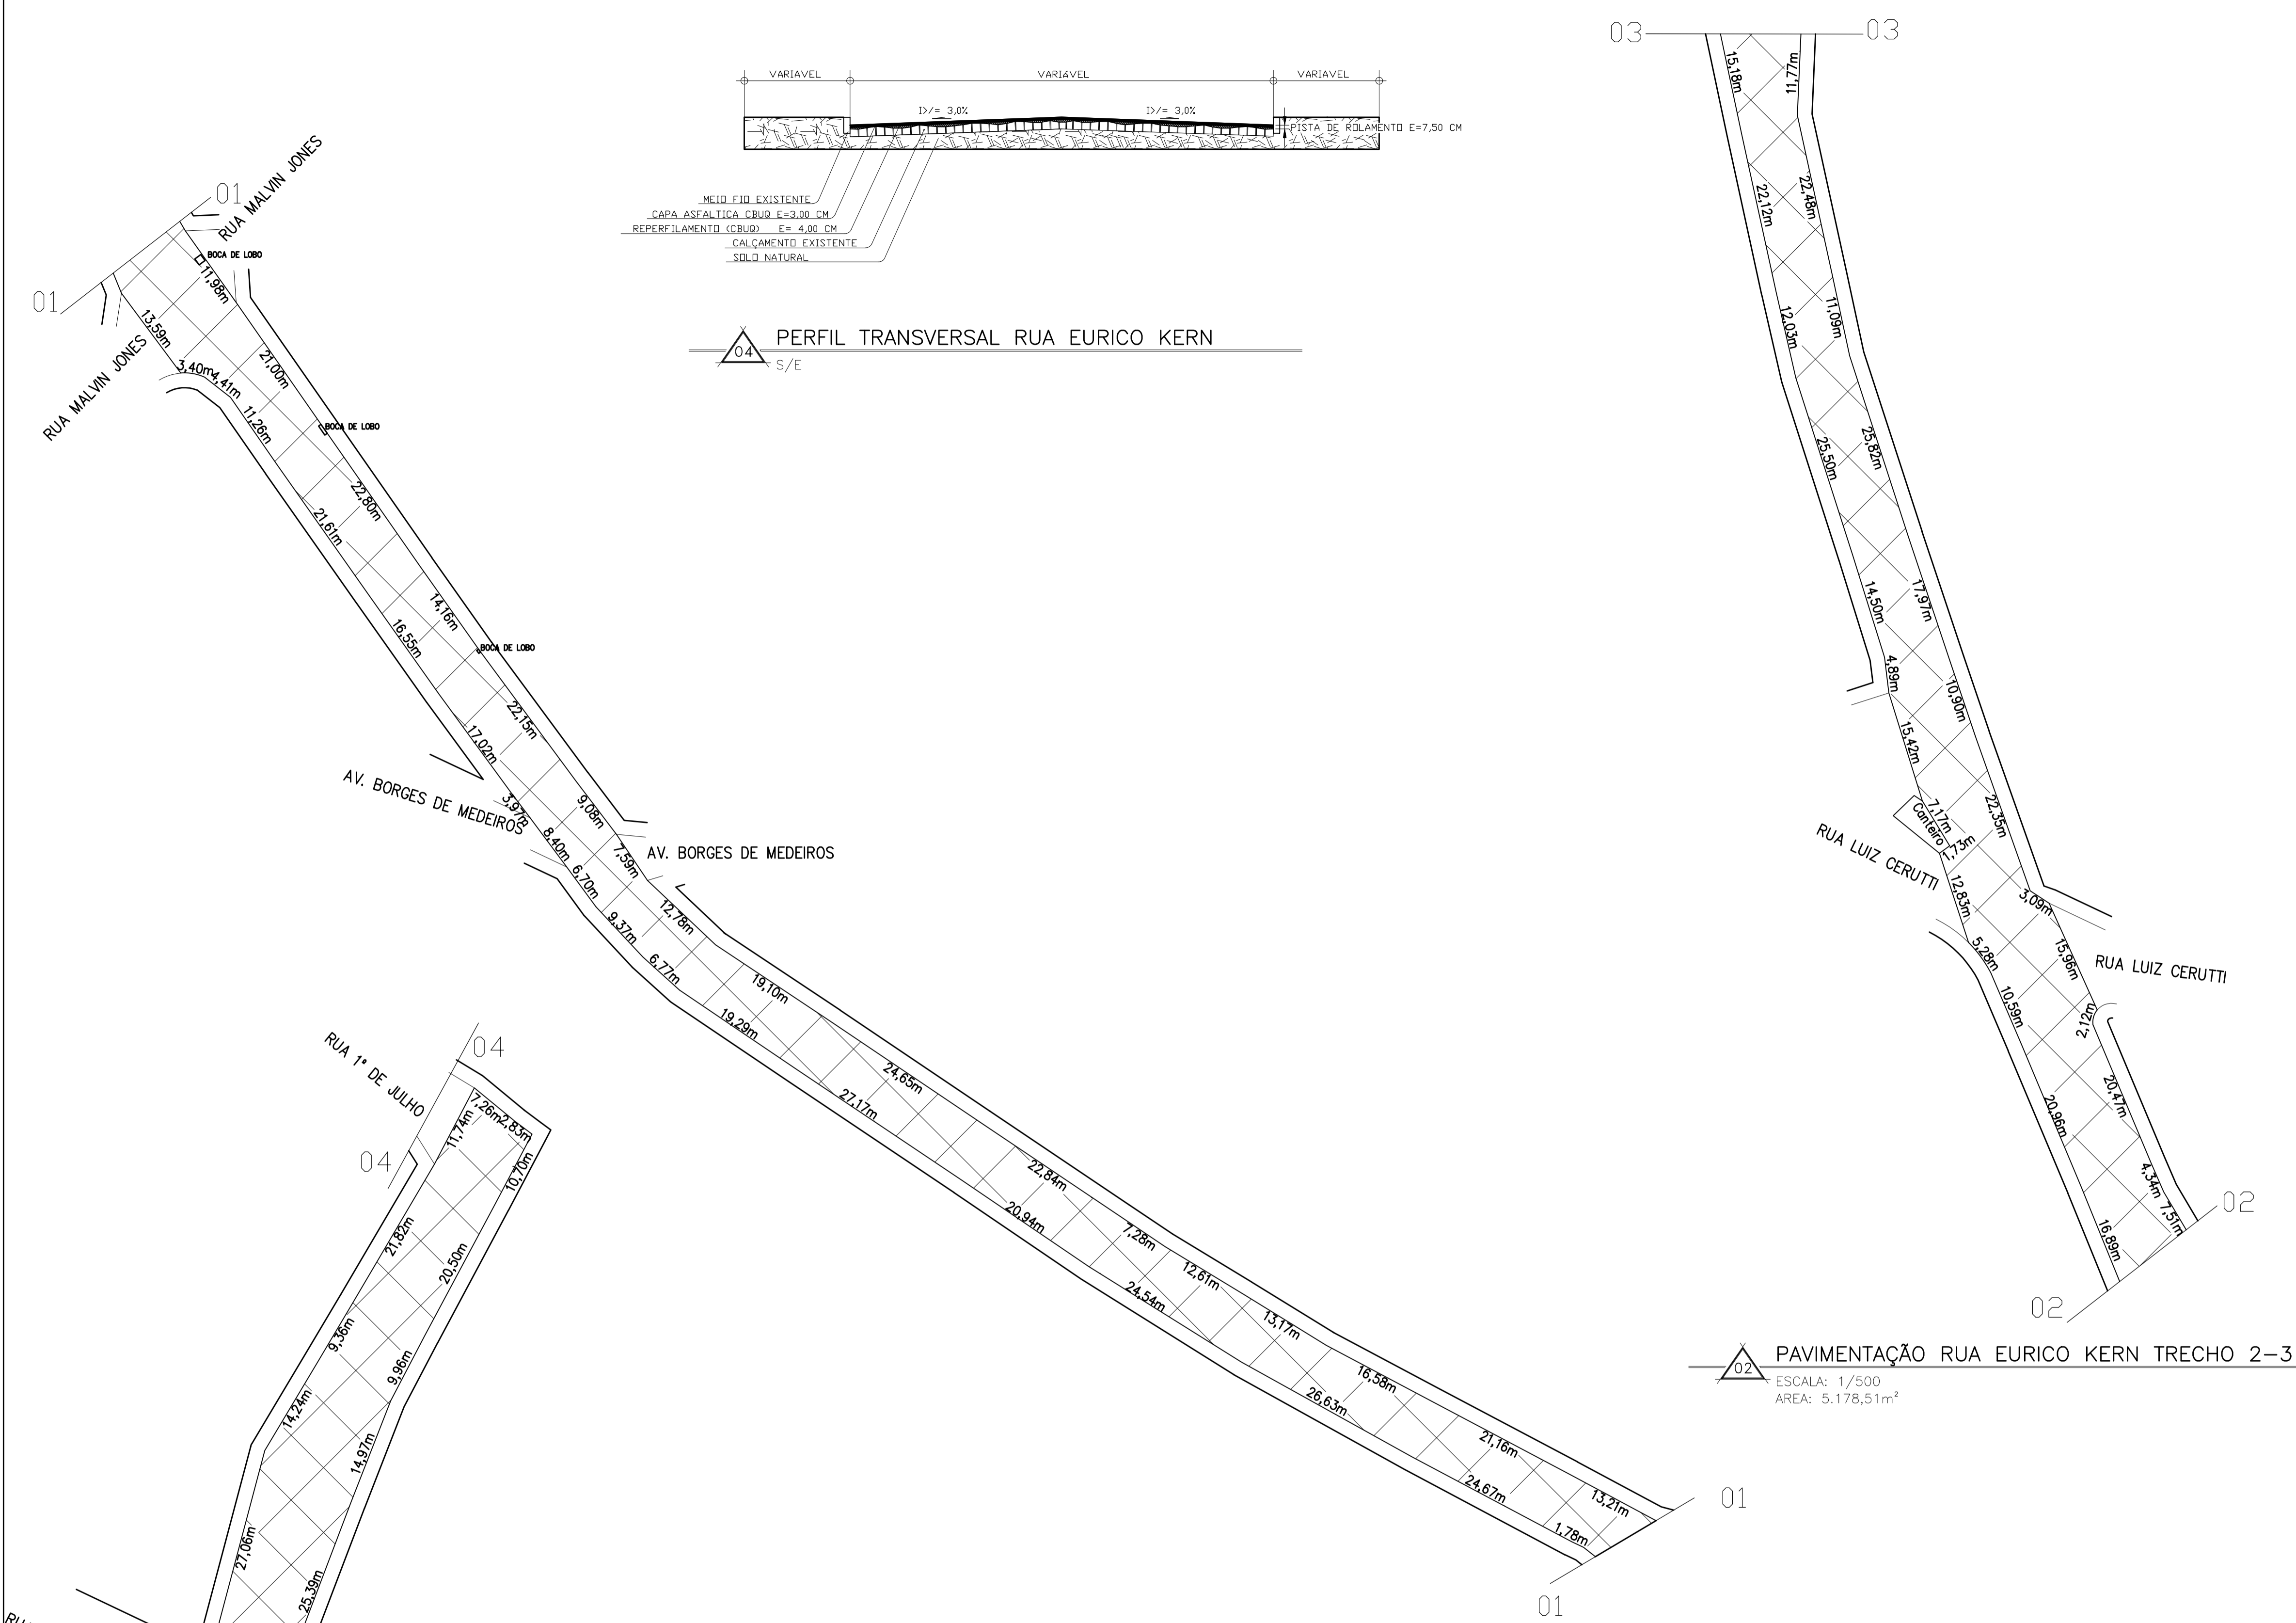 VARIAVEL
VARIÁVEL
VARIAVEL
I>/= 3,0%
I>/= 3,0%
PISTA DE ROLAMENTO E=7,50 CM
MEIO FIO EXISTENTE
CAPA ASFALTICA CBUQ E=3,00 CM
REPERFILAMENTO (CBUQ) E= 4,00 CM
CALÇAMENTO EXISTENTE
SOLO NATURAL
04
PERFIL TRANSVERSAL RUA EURICO KERN
S/E
01
RUA MALVIN JONES
01
RUA MALVIN JONES
BOCA DE LOBO
11,98m
13,59m
3,40m
4,41m
21,00m
11,26m
BOCA DE LOBO
22,80m
21,61m
14,16m
16,55m
BOCA DE LOBO
22,15m
17,02m
AV. BORGES DE MEDEIROS
3,97m
9,08m
8,40m
7,59m
AV. BORGES DE MEDEIROS
6,70m
12,78m
9,37m
6,77m
19,10m
19,29m
24,65m
27,17m
22,84m
20,94m
7,28m
12,61m
24,54m
13,17m
16,58m
26,63m
21,16m
24,67m
13,21m
1,78m
01
01
RUA 1° DE JULHO
04
04
7,26m
2,83m
11,74m
10,70m
21,82m
20,50m
9,36m
9,96m
14,24m
14,97m
27,06m
25,39m
03
03
15,18m
11,77m
22,12m
22,48m
12,03m
11,09m
25,50m
25,82m
14,50m
17,97m
4,89m
10,90m
15,42m
22,35m
7,17m
Canteiro
1,73m
RUA LUIZ CERUTTI
12,83m
3,09m
5,28m
15,96m
RUA LUIZ CERUTTI
10,59m
2,12m
20,96m
20,47m
4,34m
7,51m
16,89m
02
02
02
PAVIMENTAÇÃO RUA EURICO KERN TRECHO 2-3
ESCALA: 1/500
AREA: 5.178,51m²